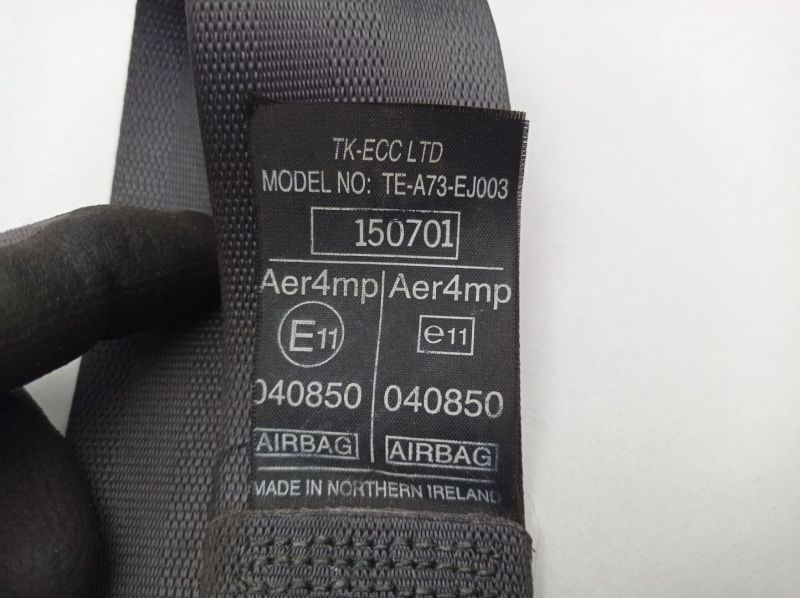 TK-ECC LTD
MODEL NO: TE-A73-EJ003
150701
Aer4mp Aer4mp
E11 e11
040850 040850
AIRBAG AIRBAG
MADE IN NORTHERN IRELAND